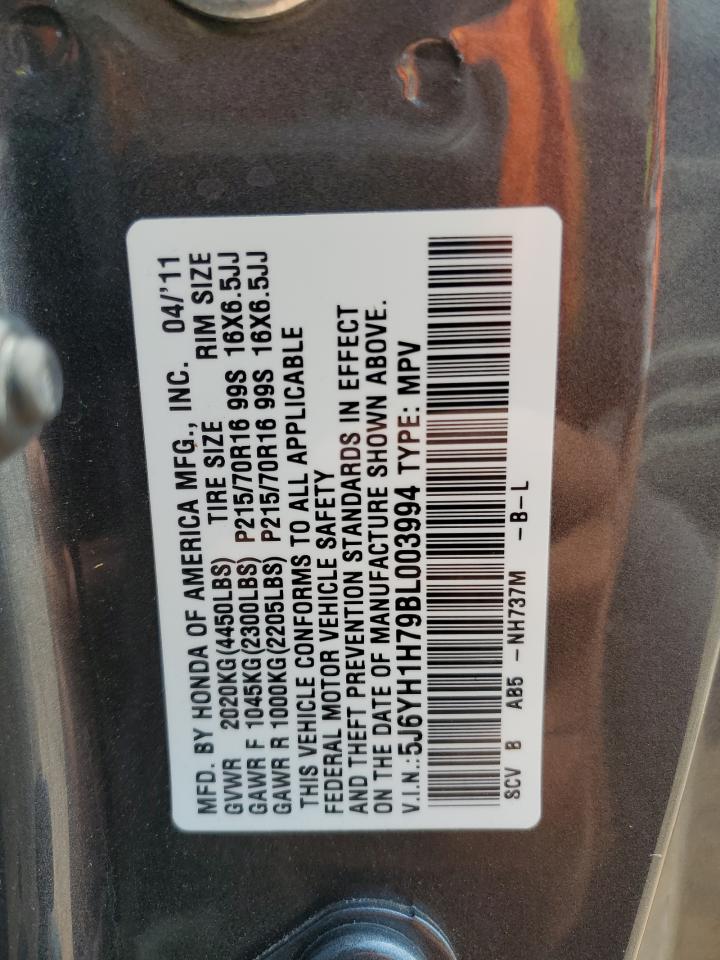 MFD. BY HONDA OF AMERICA MFG., INC. 04/'11
GVWR 2020KG(4450LBS) TIRE SIZE RIM SIZE
GAWR F 1045KG(2300LBS) P215/70R16 99S 16X6.5JJ
GAWR R 1000KG(2205LBS) P215/70R16 99S 16X6.5JJ
THIS VEHICLE CONFORMS TO ALL APPLICABLE
FEDERAL MOTOR VEHICLE SAFETY
AND THEFT PREVENTION STANDARDS IN EFFECT
ON THE DATE OF MANUFACTURE SHOWN ABOVE.
V.I.N.:5J6YH1H79BL003994 TYPE: MPV
SCV B AB5 -NH737M -B-L